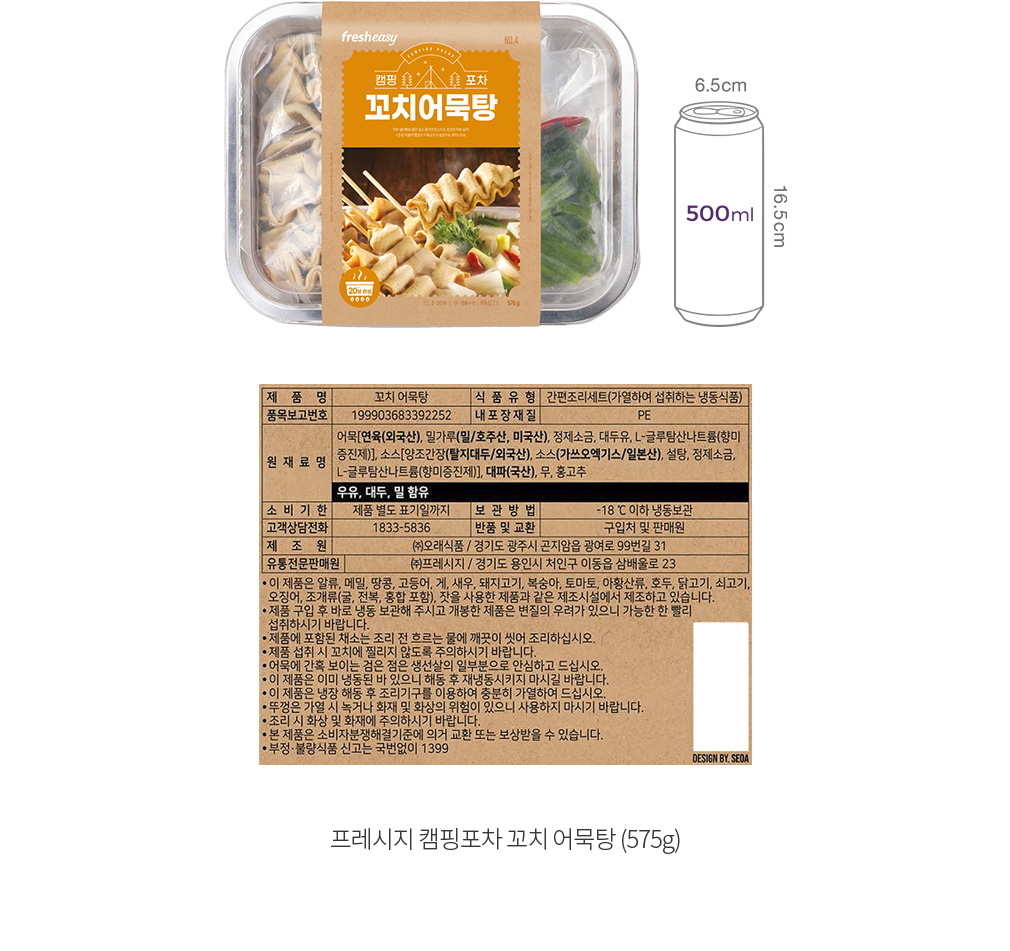 fresheasy
NO.4
CAMPING POCHA
캠핑 포차
꼬치어묵탕
20분 완성
575g
6.5cm
500ml
16.5cm
제품명 꼬치 어묵탕 식품유형 간편조리세트(가열하여 섭취하는 냉동식품)
품목보고번호 199903683392252 내포장재질 PE
원재료명 어묵[연육(외국산), 밀가루(밀/호주산, 미국산), 정제소금, 대두유, L-글루탐산나트륨(향미
증진제)], 소스[양조간장(탈지대두/외국산), 소스(가쓰오엑기스/일본산), 설탕, 정제소금,
L-글루탐산나트륨(향미증진제)], 대파(국산), 무, 홍고추
우유, 대두, 밀 함유
소비기한 제품 별도 표기일까지 보관방법 -18 ℃ 이하 냉동보관
고객상담전화 1833-5836 반품 및 교환 구입처 및 판매원
제조원 ㈜오래식품 / 경기도 광주시 곤지암읍 광여로 99번길 31
유통전문판매원 ㈜프레시지 / 경기도 용인시 처인구 이동읍 삼배울로 23
•이 제품은 알류, 메밀, 땅콩, 고등어, 게, 새우, 돼지고기, 복숭아, 토마토, 아황산류, 호두, 닭고기, 쇠고기,
오징어, 조개류(굴, 전복, 홍합 포함), 잣을 사용한 제품과 같은 제조시설에서 제조하고 있습니다.
•제품 구입 후 바로 냉동 보관해 주시고 개봉한 제품은 변질의 우려가 있으니 가능한 한 빨리
섭취하시기 바랍니다.
•제품에 포함된 채소는 조리 전 흐르는 물에 깨끗이 씻어 조리하십시오.
•제품 섭취 시 꼬치에 찔리지 않도록 주의하시기 바랍니다.
•어묵에 간혹 보이는 검은 점은 생선살의 일부분으로 안심하고 드십시오.
•이 제품은 이미 냉동된 바 있으니 해동 후 재냉동시키지 마시길 바랍니다.
•이 제품은 냉장 해동 후 조리기구를 이용하여 충분히 가열하여 드십시오.
•뚜껑은 가열 시 녹거나 화재 및 화상의 위험이 있으니 사용하지 마시기 바랍니다.
•조리 시 화상 및 화재에 주의하시기 바랍니다.
•본 제품은 소비자분쟁해결기준에 의거 교환 또는 보상받을 수 있습니다.
•부정·불량식품 신고는 국번없이 1399
DESIGN BY. SEOA
프레시지 캠핑포차 꼬치 어묵탕 (575g)